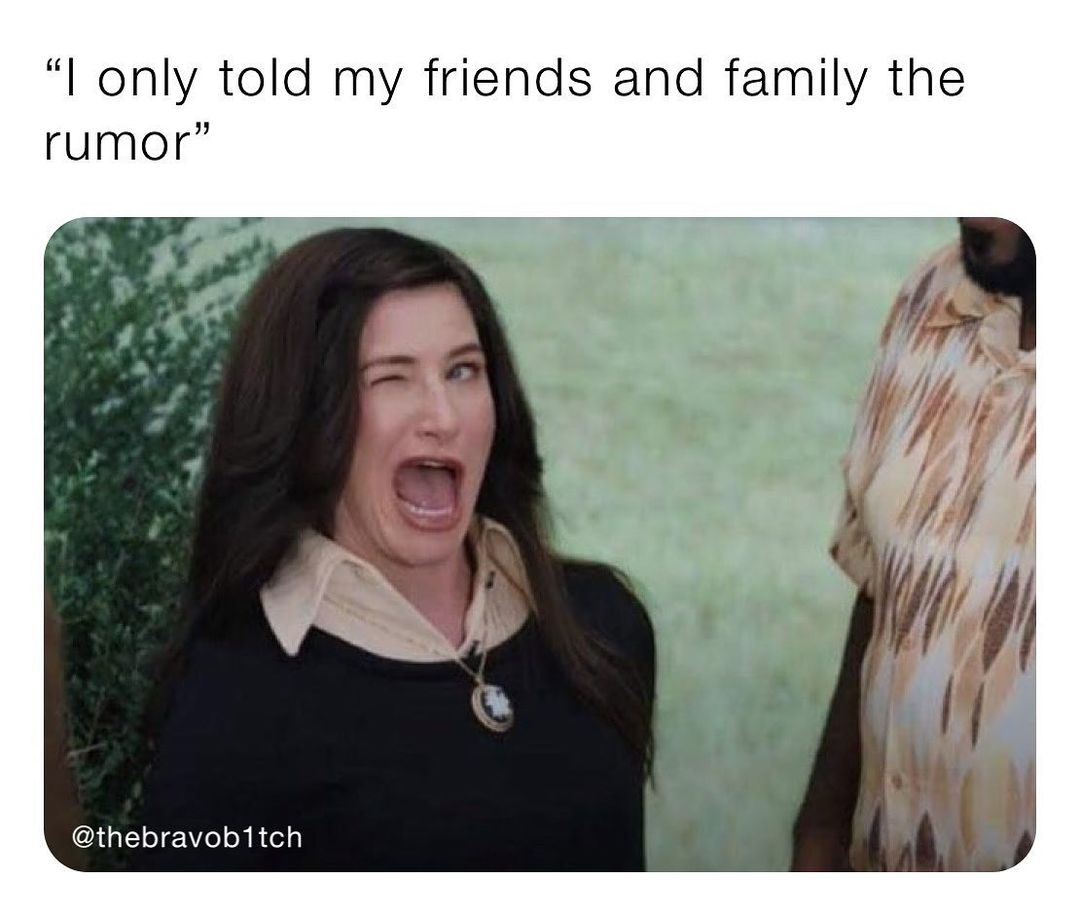 “I only told my friends and family the
rumor”
@thebravob1tch